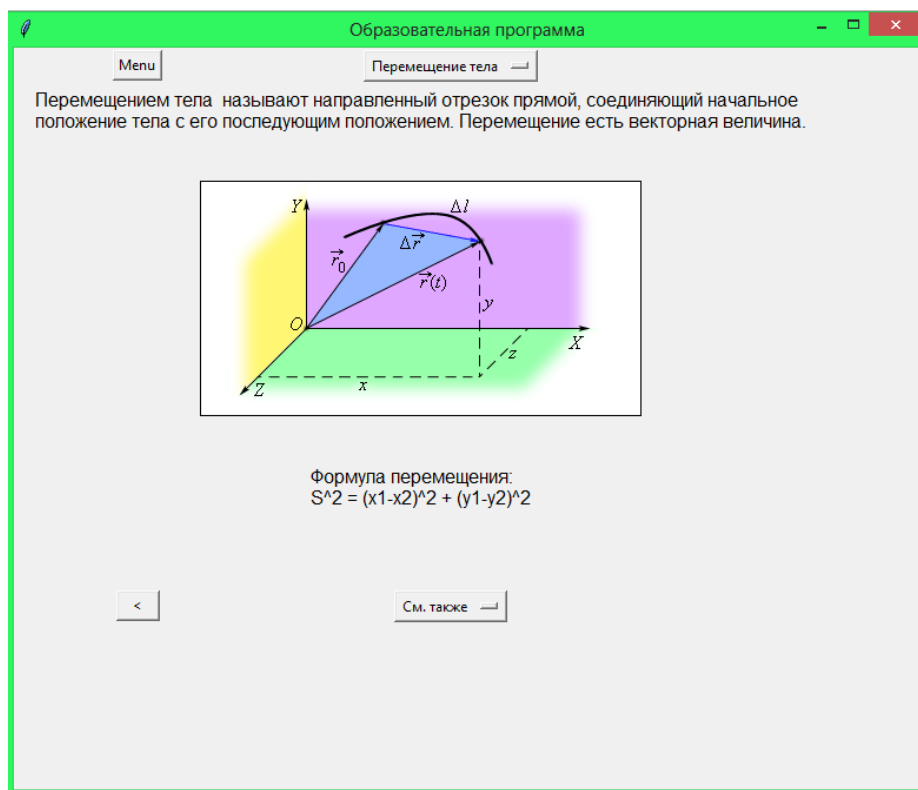 Образовательная программа
Menu
Перемещение тела
Перемещением тела называют направленный отрезок прямой, соединяющий начальное
положение тела с его последующим положением. Перемещение есть векторная величина.
Y
Δl
Δr⃗
r⃗₀
r⃗(t)
y
O
X
z
Z
x
Формула перемещения:
S^2 = (x1-x2)^2 + (y1-y2)^2
<
См. также